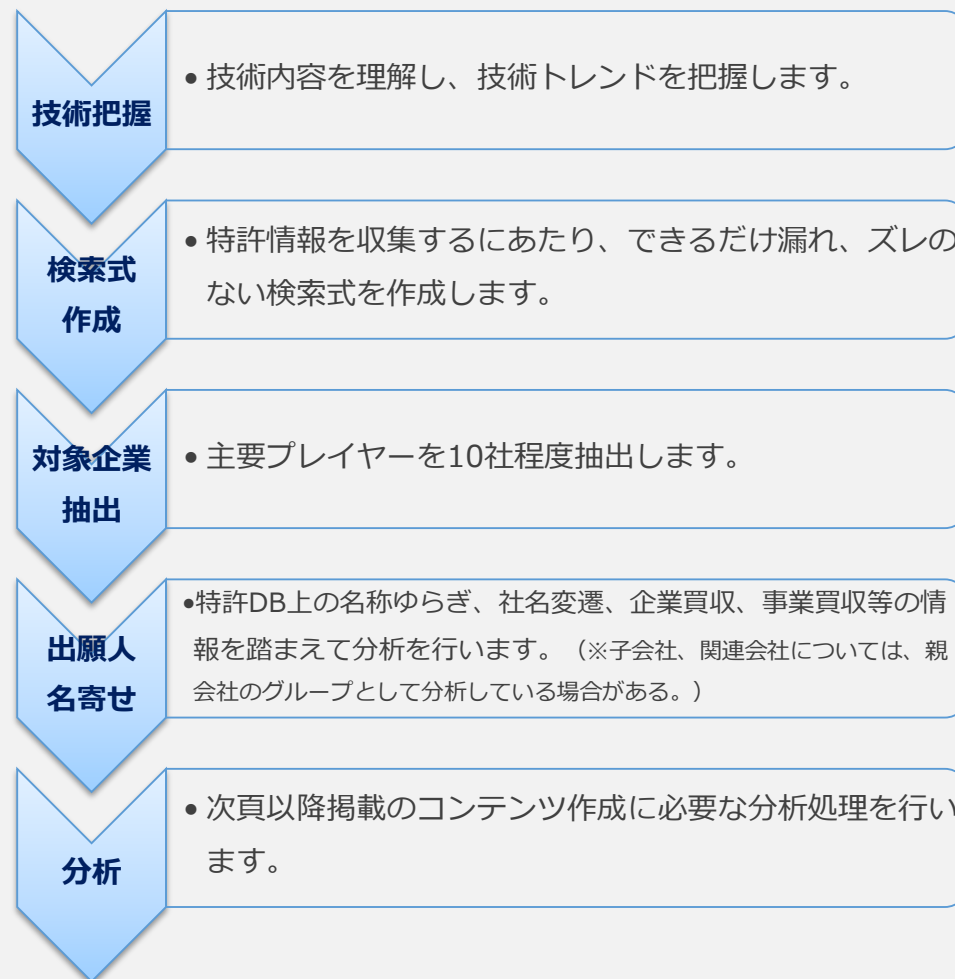 技術把握
• 技術内容を理解し、技術トレンドを把握します。
検索式
作成
• 特許情報を収集するにあたり、できるだけ漏れ、ズレの
ない検索式を作成します。
対象企業
抽出
• 主要プレイヤーを10社程度抽出します。
出願人
名寄せ
•特許DB上の名称ゆらぎ、社名変遷、企業買収、事業買収等の情
報を踏まえて分析を行います。（※子会社、関連会社については、親
会社のグループとして分析している場合がある。）
分析
• 次頁以降掲載のコンテンツ作成に必要な分析処理を行い
ます。